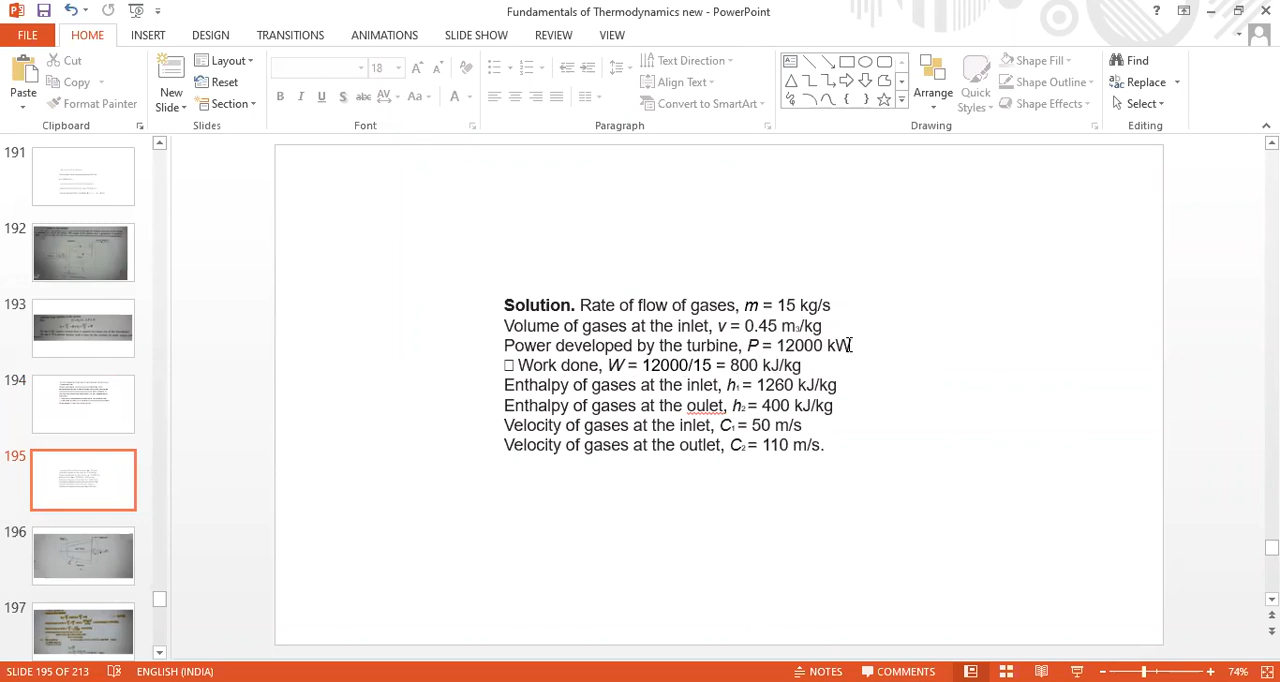 Fundamentals of Thermodynamics new - PowerPoint
FILE HOME INSERT DESIGN TRANSITIONS ANIMATIONS SLIDE SHOW REVIEW VIEW
Paste
Cut
Copy
Format Painter
Clipboard
New Slide
Layout
Reset
Section
Slides
18
Font
Text Direction
Align Text
Convert to SmartArt
Paragraph
Arrange
Quick Styles
Shape Fill
Shape Outline
Shape Effects
Drawing
Find
Replace
Select
Editing
191
192
193
194
195
196
197
Solution. Rate of flow of gases, m = 15 kg/s
Volume of gases at the inlet, v = 0.45 m3/kg
Power developed by the turbine, P = 12000 kW
□ Work done, W = 12000/15 = 800 kJ/kg
Enthalpy of gases at the inlet, h1 = 1260 kJ/kg
Enthalpy of gases at the oulet, h2 = 400 kJ/kg
Velocity of gases at the inlet, C1 = 50 m/s
Velocity of gases at the outlet, C2 = 110 m/s.
SLIDE 195 OF 213 ENGLISH (INDIA) NOTES COMMENTS 74%